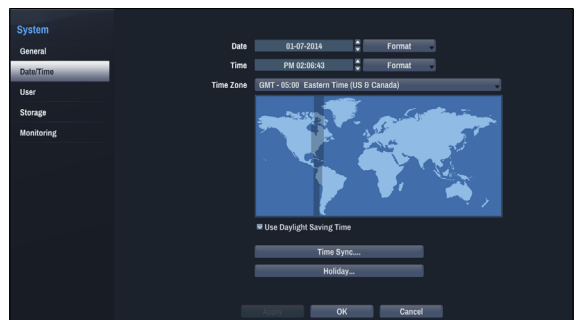 System
General
Date/Time
User
Storage
Monitoring
Date 01-07-2014 Format
Time PM 02:06:43 Format
Time Zone GMT - 05:00 Eastern Time (US & Canada)
Use Daylight Saving Time
Time Sync....
Holiday...
Apply OK Cancel